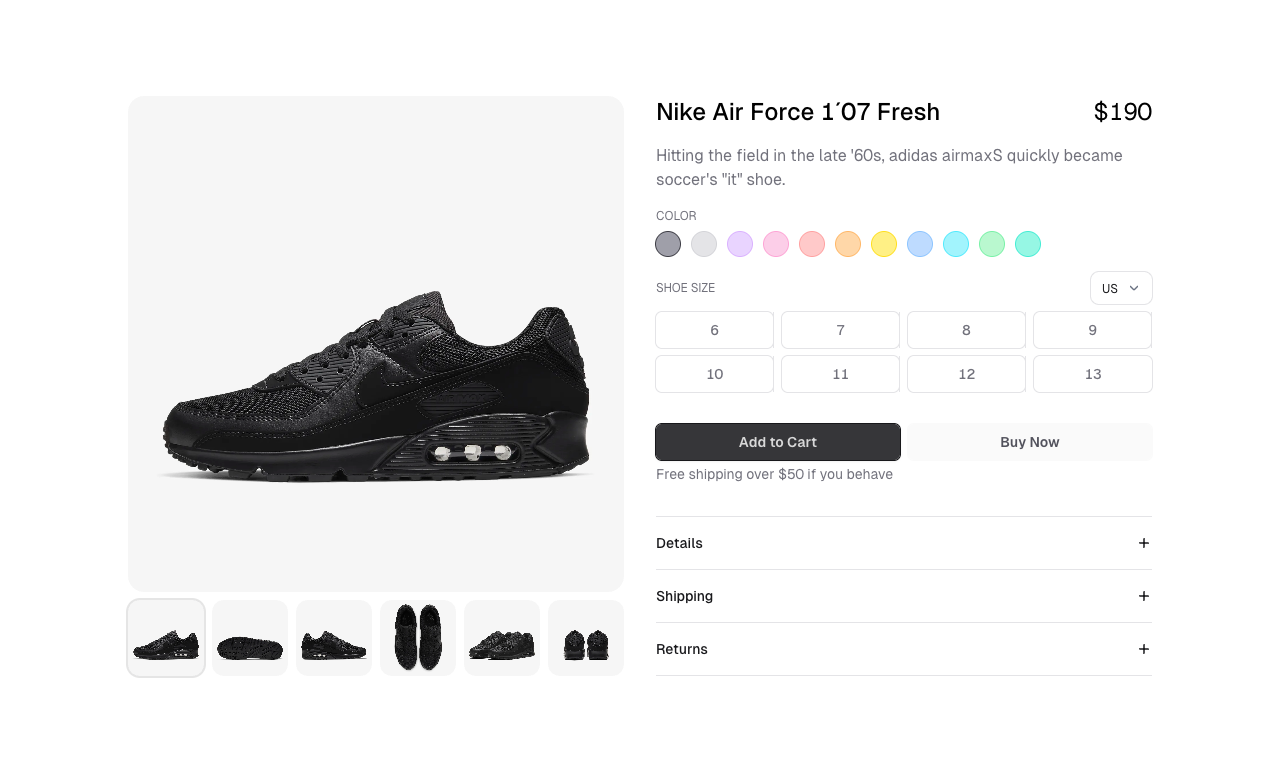 Nike Air Force 1´07 Fresh
$190
Hitting the field in the late '60s, adidas airmaxS quickly became
soccer's "it" shoe.
COLOR
SHOE SIZE
US
6 7 8 9
10 11 12 13
Add to Cart
Buy Now
Free shipping over $50 if you behave
Details
Shipping
Returns